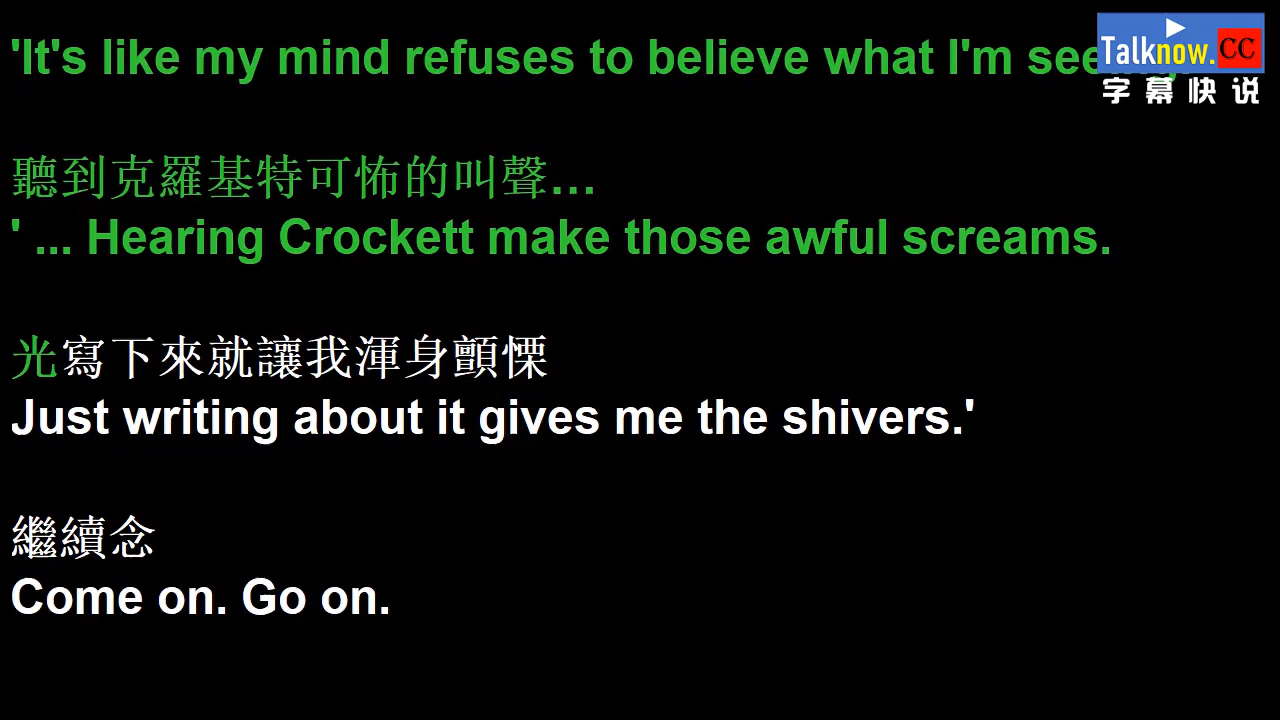 'It's like my mind refuses to believe what I'm
Talknow. CC
字幕快说
聽到克羅基特可怖的叫聲…
' ... Hearing Crockett make those awful screams.
光寫下來就讓我渾身顫慄
Just writing about it gives me the shivers.'
繼續念
Come on. Go on.